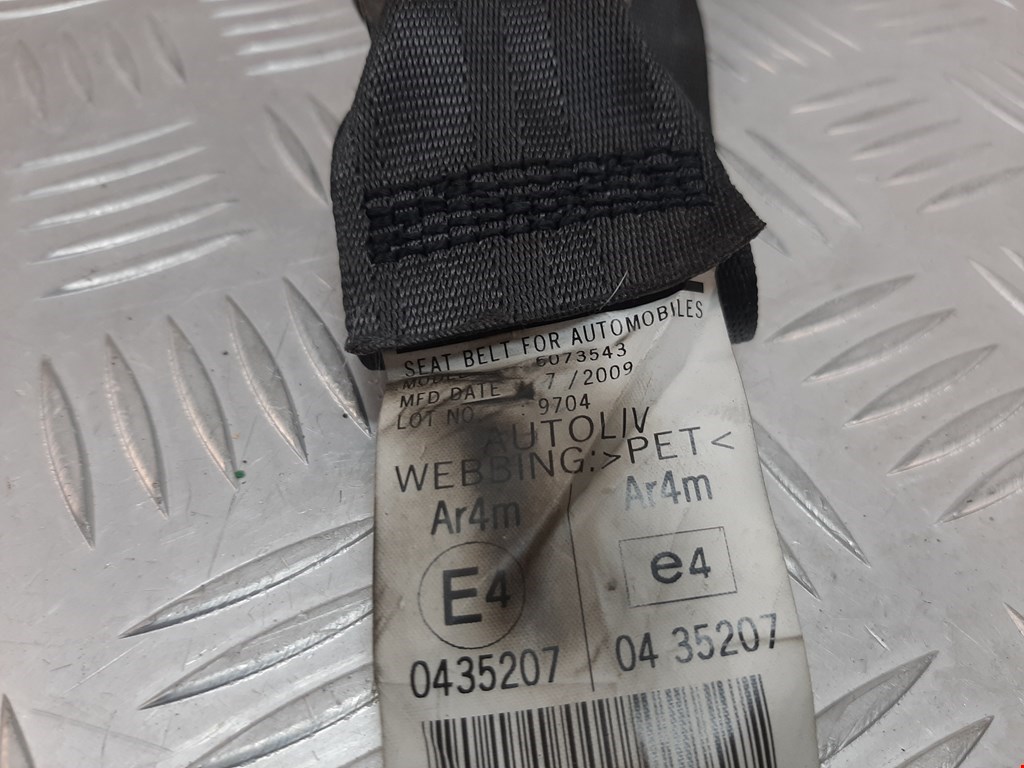 SEAT BELT FOR AUTOMOBILES
MODEL 6073543
MFD DATE 7/2009
LOT NO. 9704
AUTOLIV
WEBBING:>PET<
Ar4m Ar4m
E4 e4
0435207 04 35207